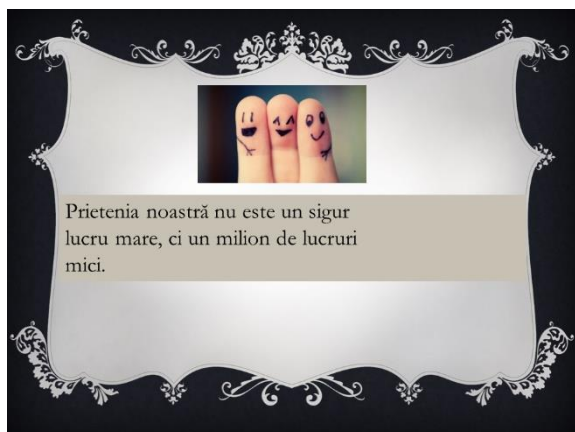 Prietenia noastră nu este un sigur
lucru mare, ci un milion de lucruri
mici.